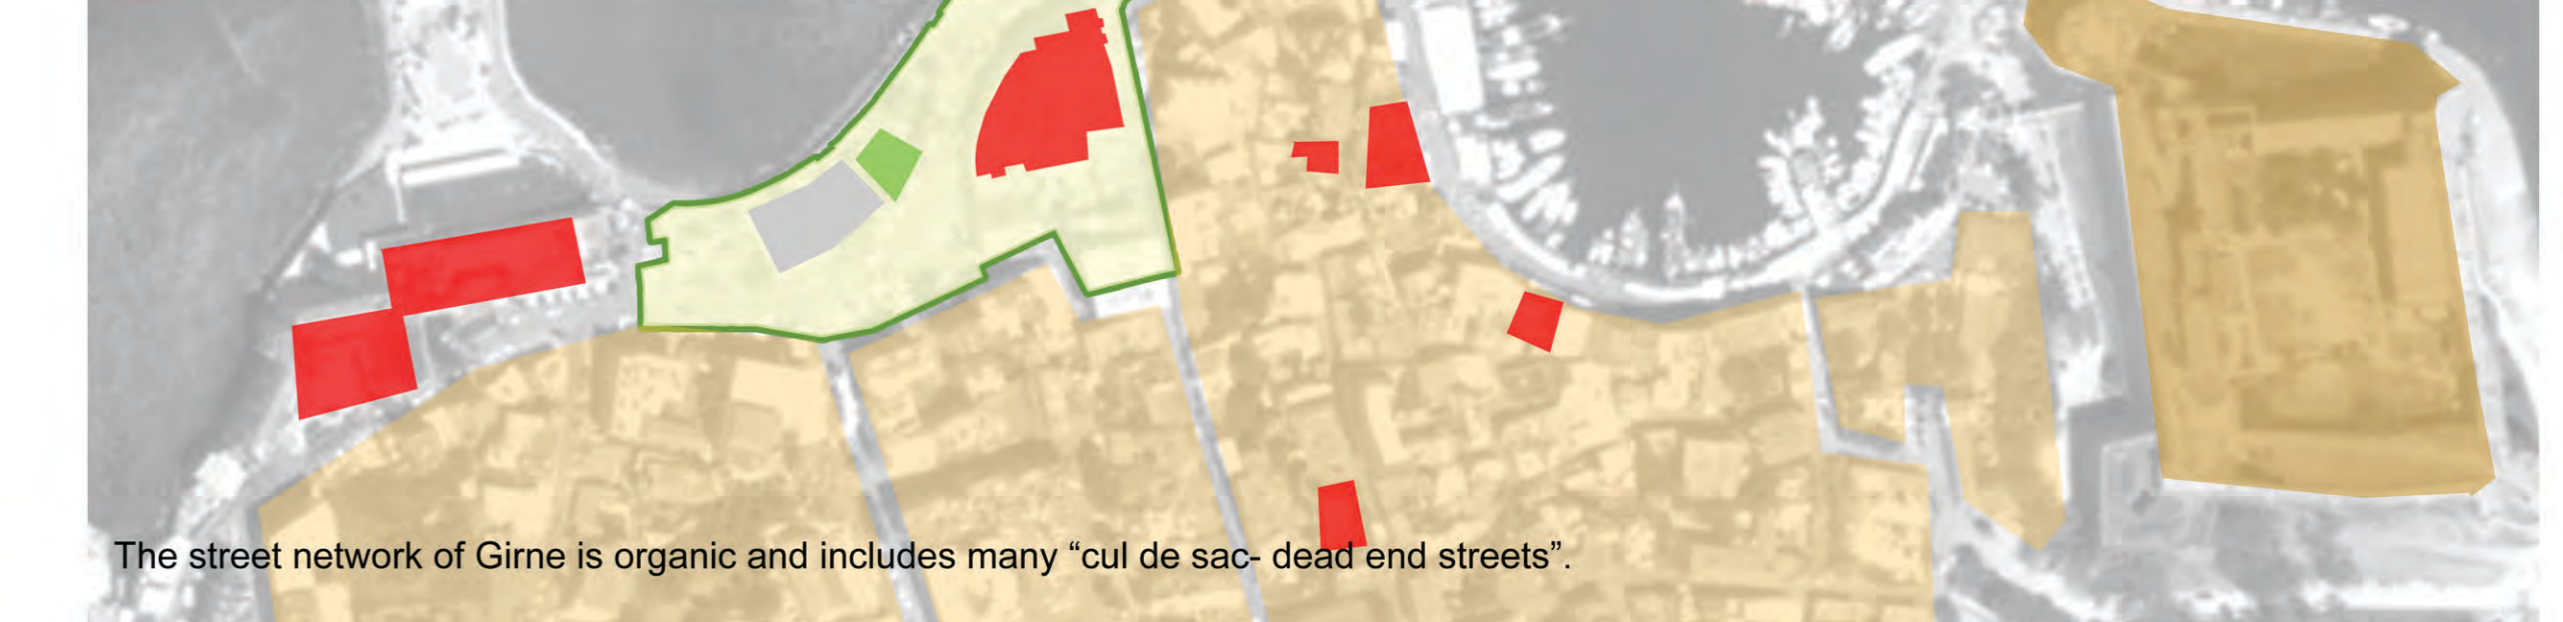 The street network of Girne is organic and includes many “cul de sac- dead end streets”.